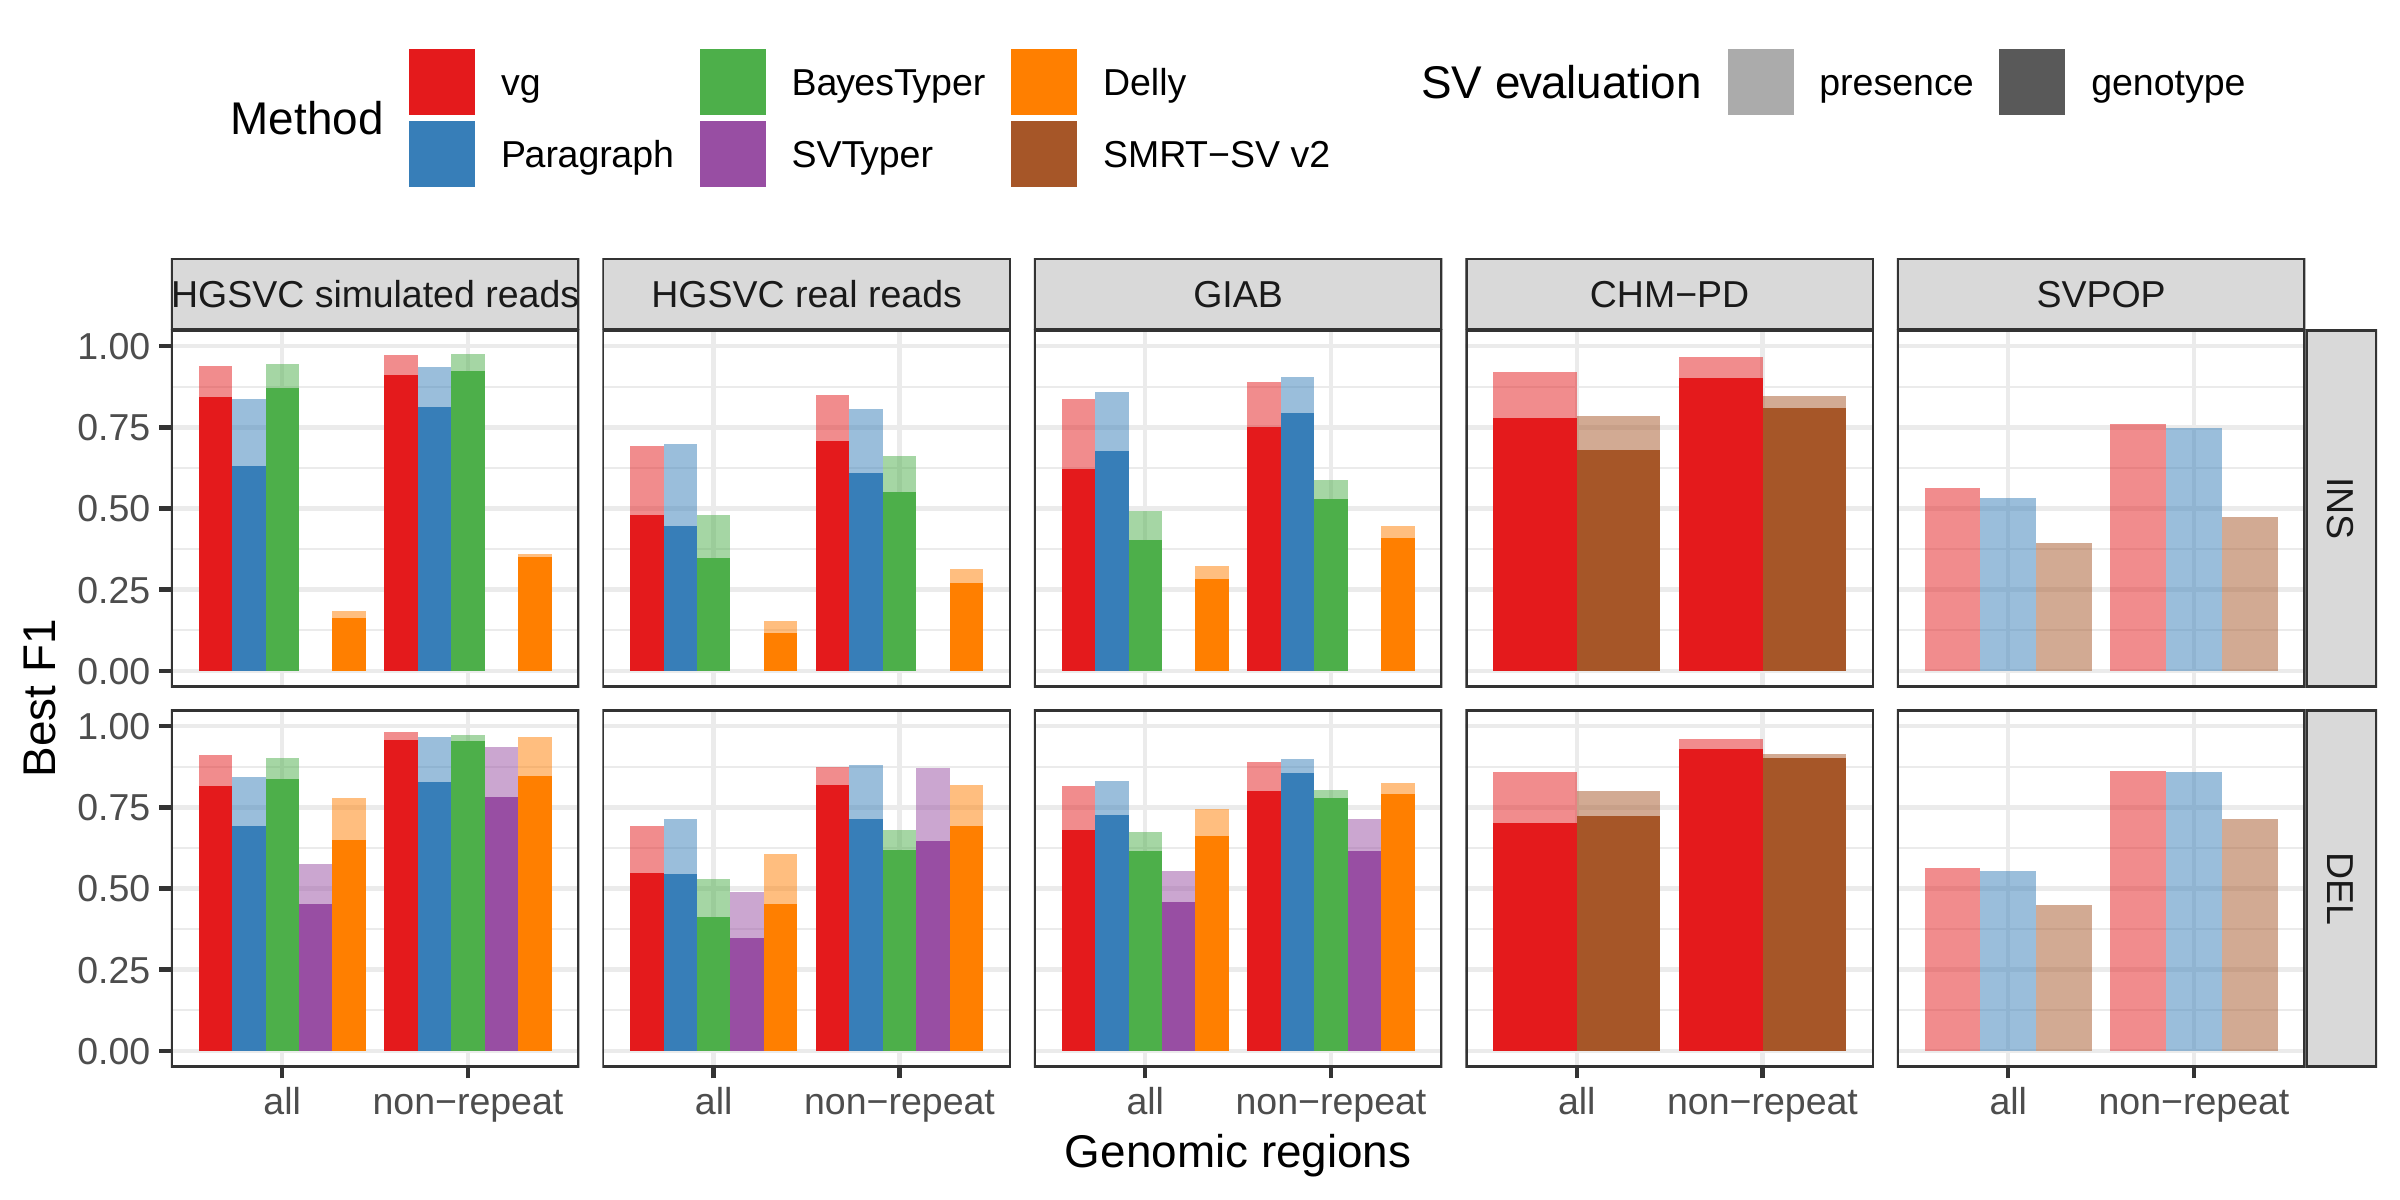 Method
vg
BayesTyper
Delly
Paragraph
SVTyper
SMRT−SV v2
SV evaluation
presence
genotype
HGSVC simulated reads
HGSVC real reads
GIAB
CHM−PD
SVPOP
1.00
0.75
0.50
0.25
0.00
INS
1.00
0.75
0.50
0.25
0.00
DEL
Best F1
all
non−repeat
all
non−repeat
all
non−repeat
all
non−repeat
all
non−repeat
Genomic regions